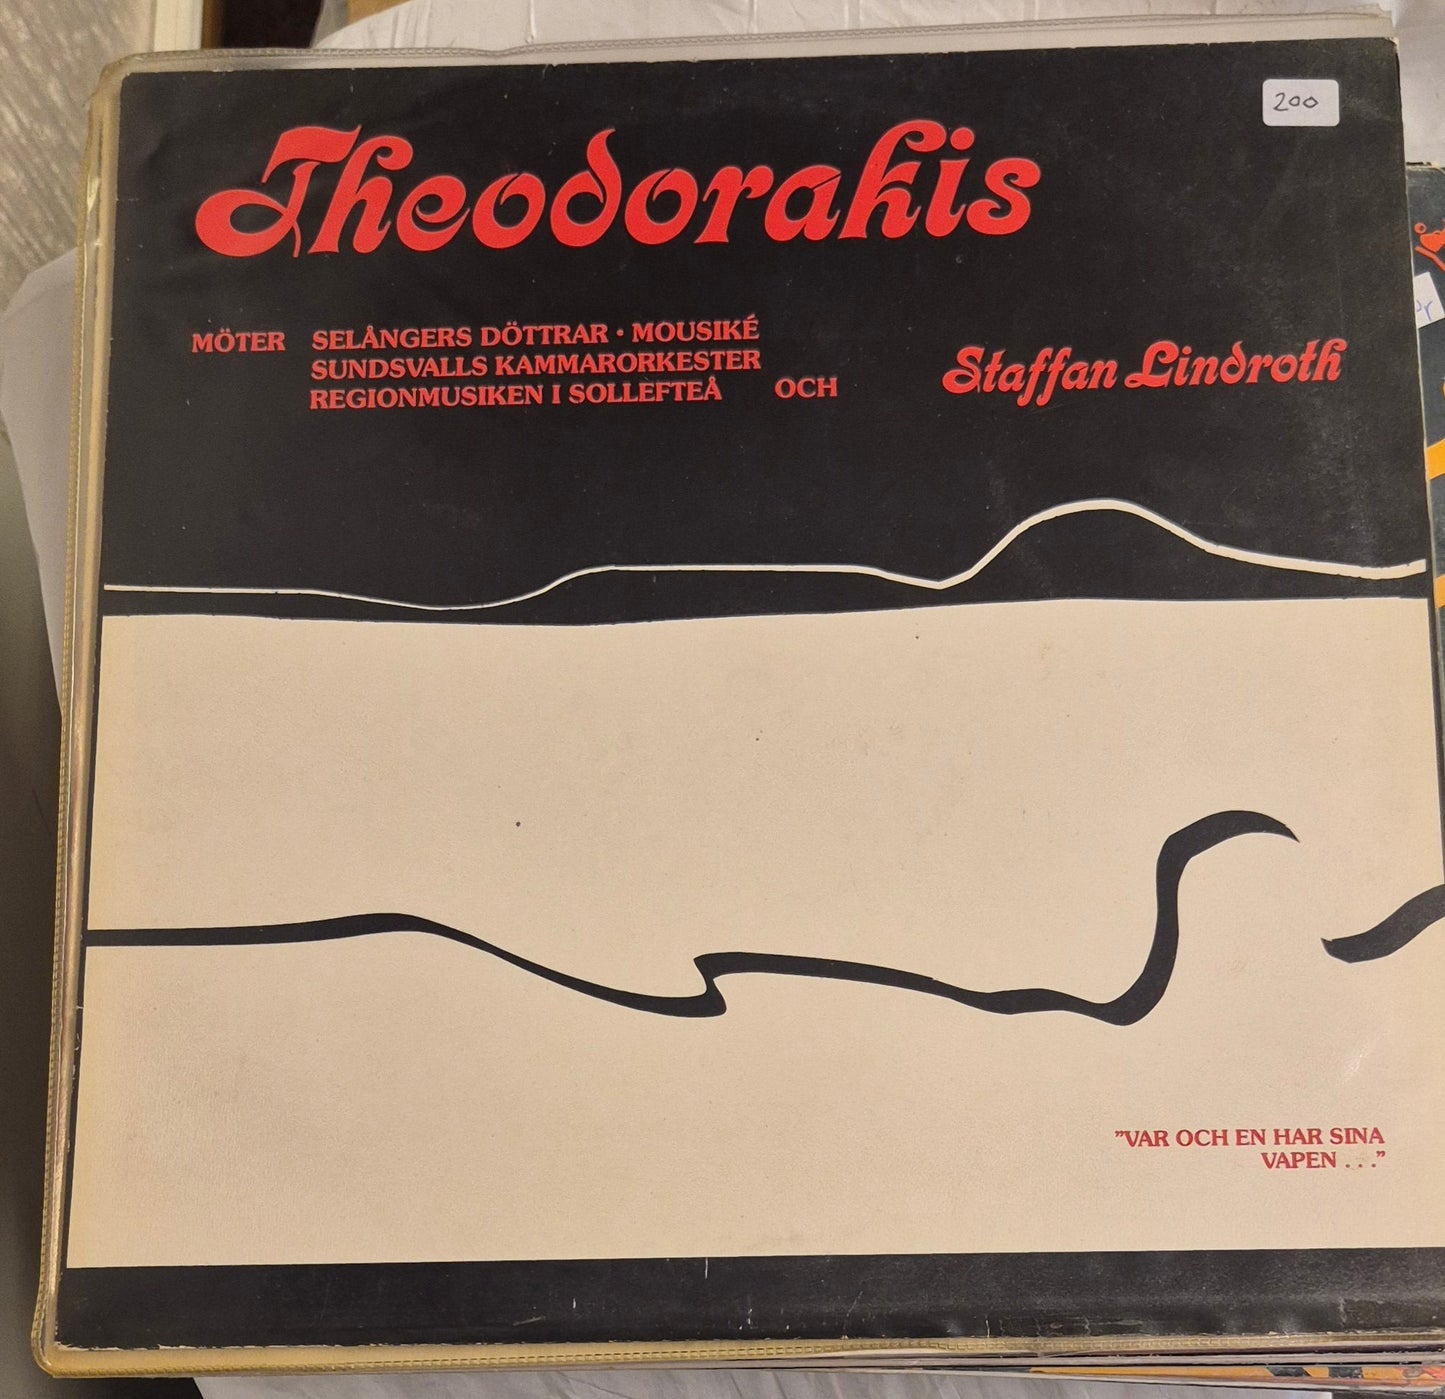 200
Theodorakis
MÖTER SELÅNGERS DÖTTRAR · MOUSIKÉ
SUNDSVALLS KAMMARORKESTER
REGIONMUSIKEN I SOLLEFTEÅ OCH Staffan Lindroth
"VAR OCH EN HAR SINA
VAPEN . . ."